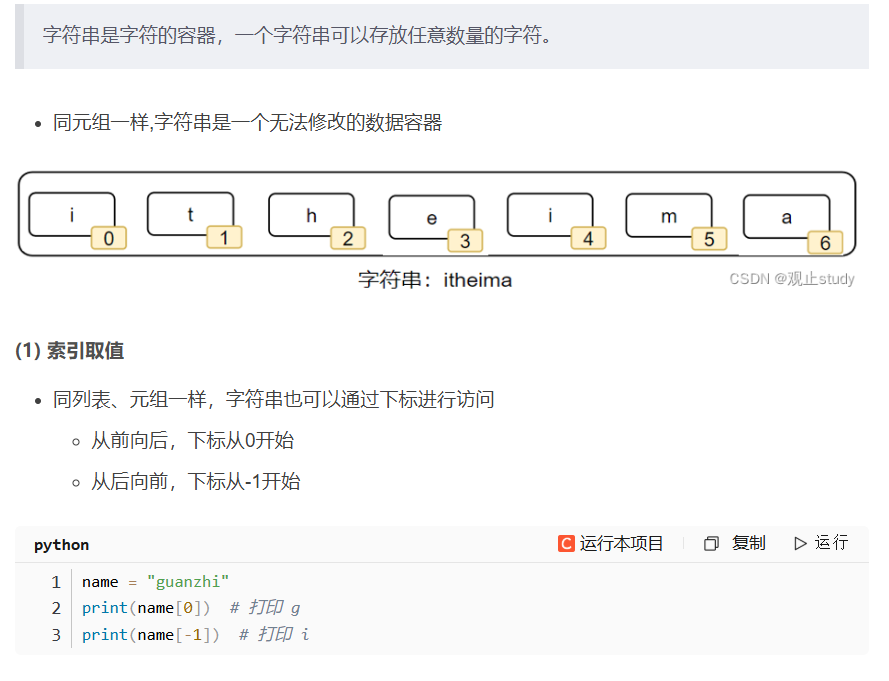 字符串是字符的容器，一个字符串可以存放任意数量的字符。
同元组一样,字符串是一个无法修改的数据容器
i t h e i m a
0 1 2 3 4 5 6
字符串：itheima
CSDN @观止study
(1) 索引取值
同列表、元组一样，字符串也可以通过下标进行访问
从前向后，下标从0开始
从后向前，下标从-1开始
python C 运行本项目 复制 运行
1 name = "guanzhi"
2 print(name[0])  # 打印 g
3 print(name[-1])  # 打印 i